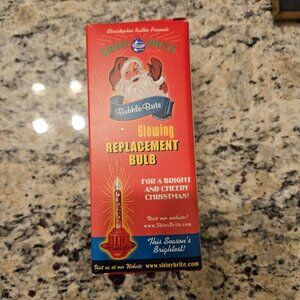 Christopher Radko Presents
SHINY BRITE
Bubble-Brite
Glowing
REPLACEMENT
BULB
FOR A BRIGHT
AND CHEERY
CHRISTMAS!
Visit our website!
www.ShinyBrite.com
This Season's
Brightest!
Visit us at our Website www.shinybrite.com